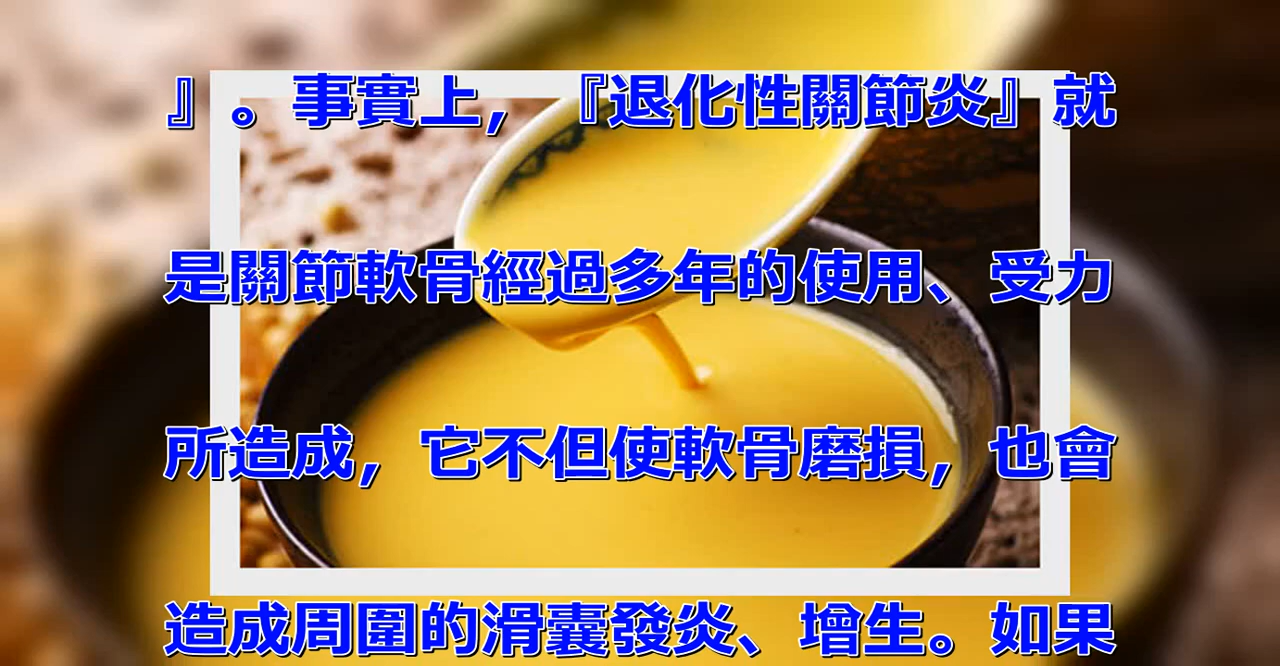 』。事實上，『退化性關節炎』就
是關節軟骨經過多年的使用、受力
所造成，它不但使軟骨磨損，也會
造成周圍的滑囊發炎、增生。如果